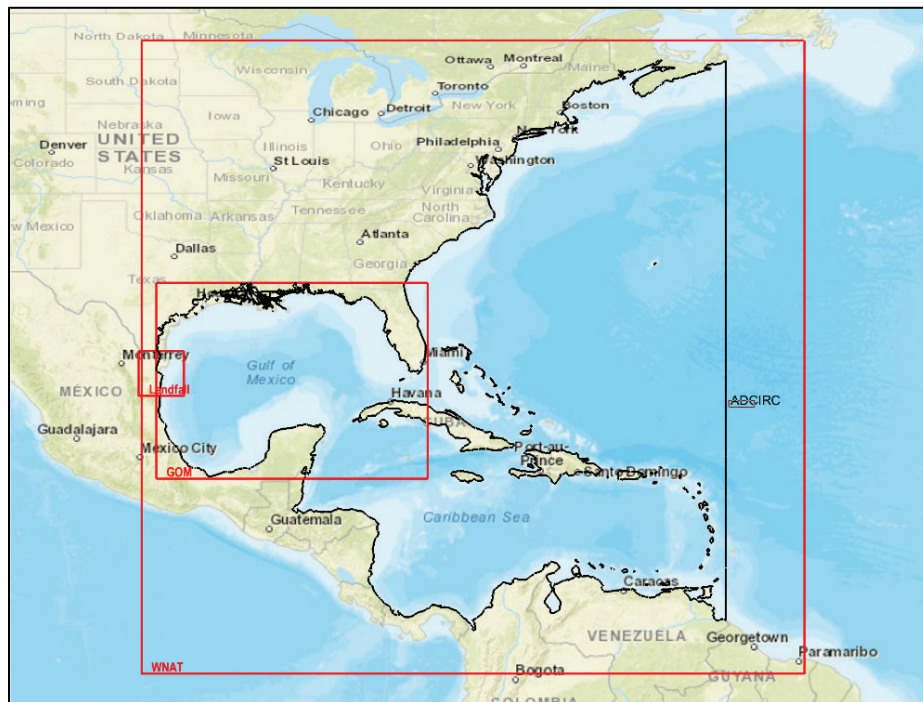 North Dakota
Minnesota
Ottawa
Montreal
Maine
Wisconsin
South Dakota
Toronto
Chicago
Detroit
New York
Boston
Iowa
Nebraska
Denver
UNITED
STATES
Illinois
Ohio
Philadelphia
Colorado
Kansas
St Louis
Washington
Missouri
Kentucky
Virginia
Oklahoma
Arkansas
Tennessee
North
Carolina
New Mexico
Atlanta
Dallas
Georgia
Texas
Miami
Monterrey
Gulf of
Mexico
MÉXICO
Landfall
Havana
ADCIRC
CUBA
Guadalajara
Mexico City
Port-au-
Prince
Santo Domingo
GOM
Guatemala
Caribbean Sea
Caracas
VENEZUELA
Georgetown
Paramaribo
WNAT
Bogota
GUYANA
COLOMBIA